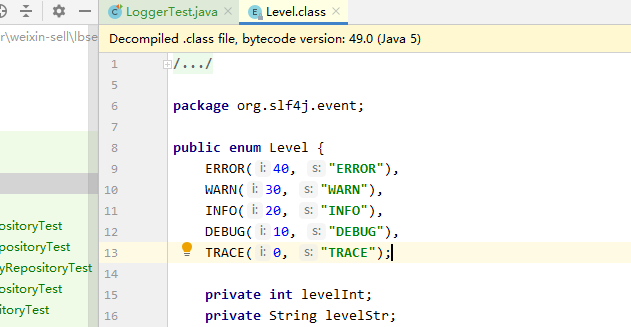 LoggerTest.java
Level.class
r\weixin-sell\lbse
Decompiled .class file, bytecode version: 49.0 (Java 5)
1 /.../
5
6 package org.slf4j.event;
7
8 public enum Level {
9 ERROR( i: 40, s: "ERROR"),
10 WARN( i: 30, s: "WARN"),
11 INFO( i: 20, s: "INFO"),
12 DEBUG( i: 10, s: "DEBUG"),
13 TRACE( i: 0, s: "TRACE");
14
15 private int levelInt;
16 private String levelStr;
ositoryTest
epositoryTest
yRepositoryTest
ositoryTest
itoryTest